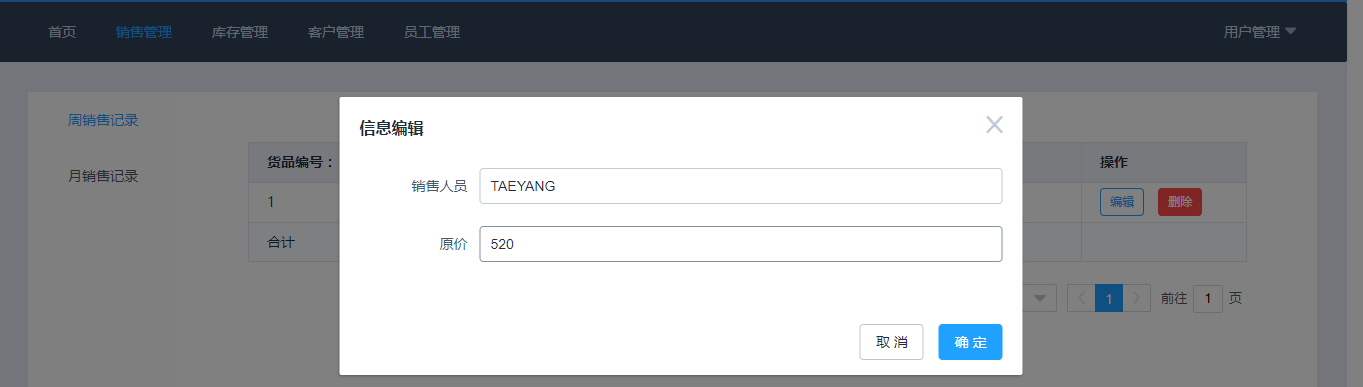 首页 销售管理 库存管理 客户管理 员工管理 用户管理
周销售记录
月销售记录
信息编辑
销售人员 TAEYANG
原价 520
取 消 确 定
货品编号： 操作
1 编辑 删除
合计
1 前往 1 页